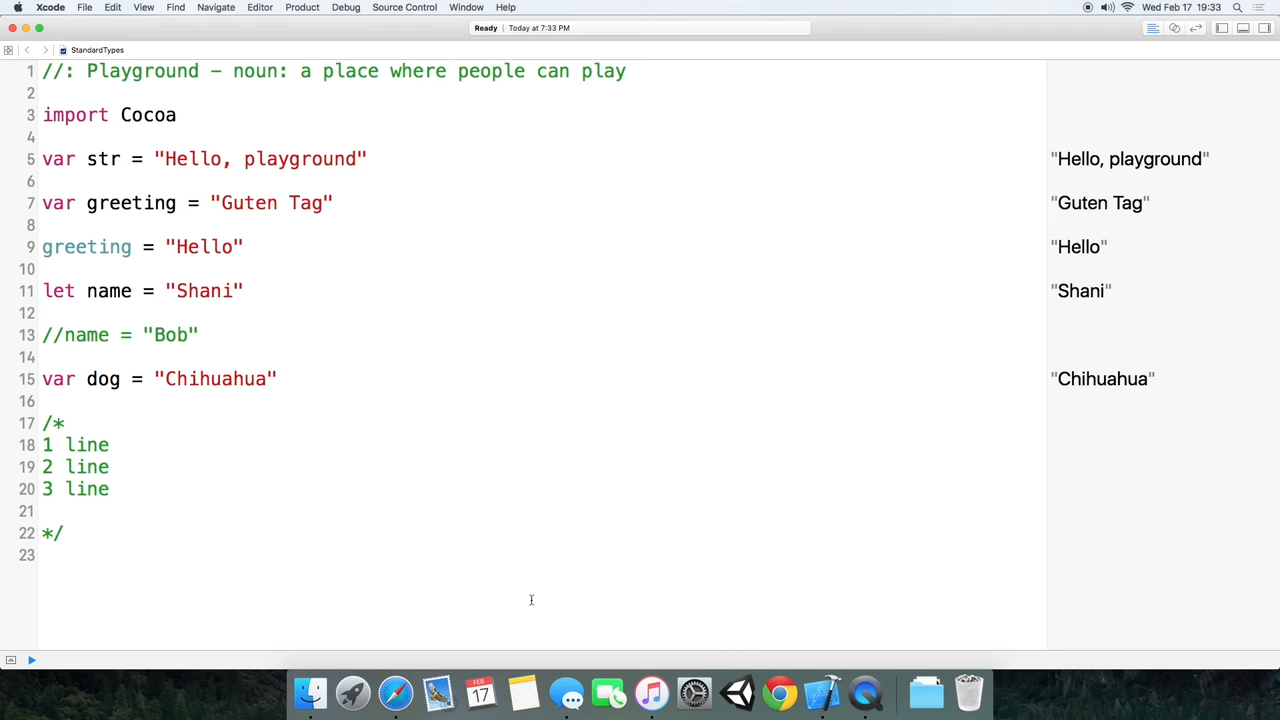 Xcode File Edit View Find Navigate Editor Product Debug Source Control Window Help Wed Feb 17 19:33
Ready | Today at 7:33 PM
StandardTypes
1 //: Playground - noun: a place where people can play
2
3 import Cocoa
4
5 var str = "Hello, playground" "Hello, playground"
6
7 var greeting = "Guten Tag" "Guten Tag"
8
9 greeting = "Hello" "Hello"
10
11 let name = "Shani" "Shani"
12
13 //name = "Bob"
14
15 var dog = "Chihuahua" "Chihuahua"
16
17 /*
18 1 line
19 2 line
20 3 line
21
22 */
23
FEB
17